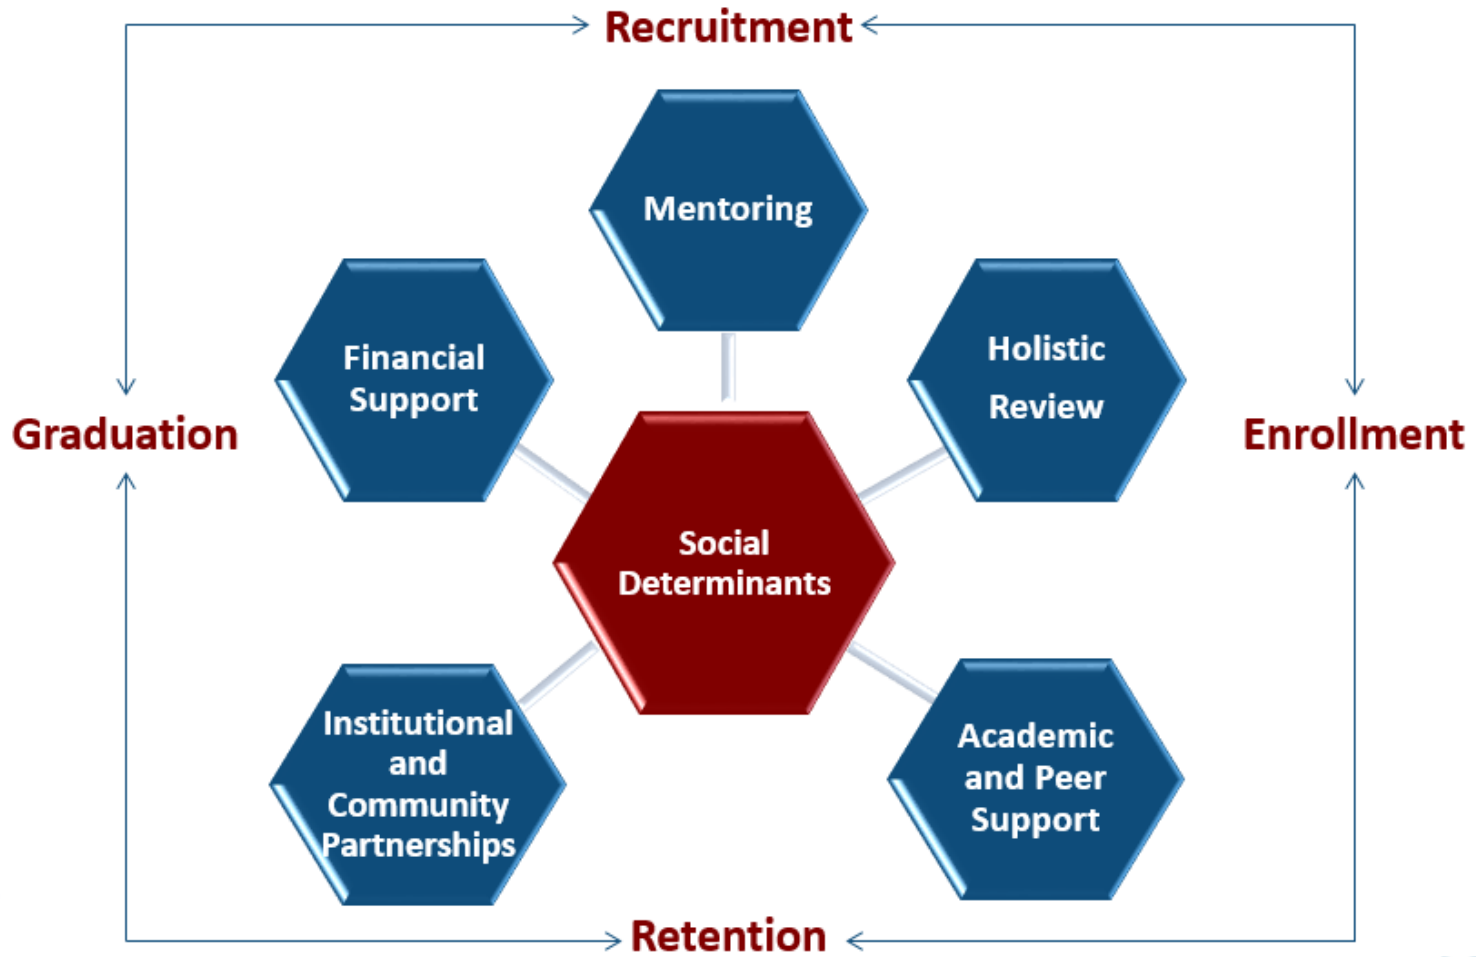 Recruitment
Mentoring
Financial
Support
Holistic
Review
Graduation
Enrollment
Social
Determinants
Institutional
and
Community
Partnerships
Academic
and Peer
Support
Retention